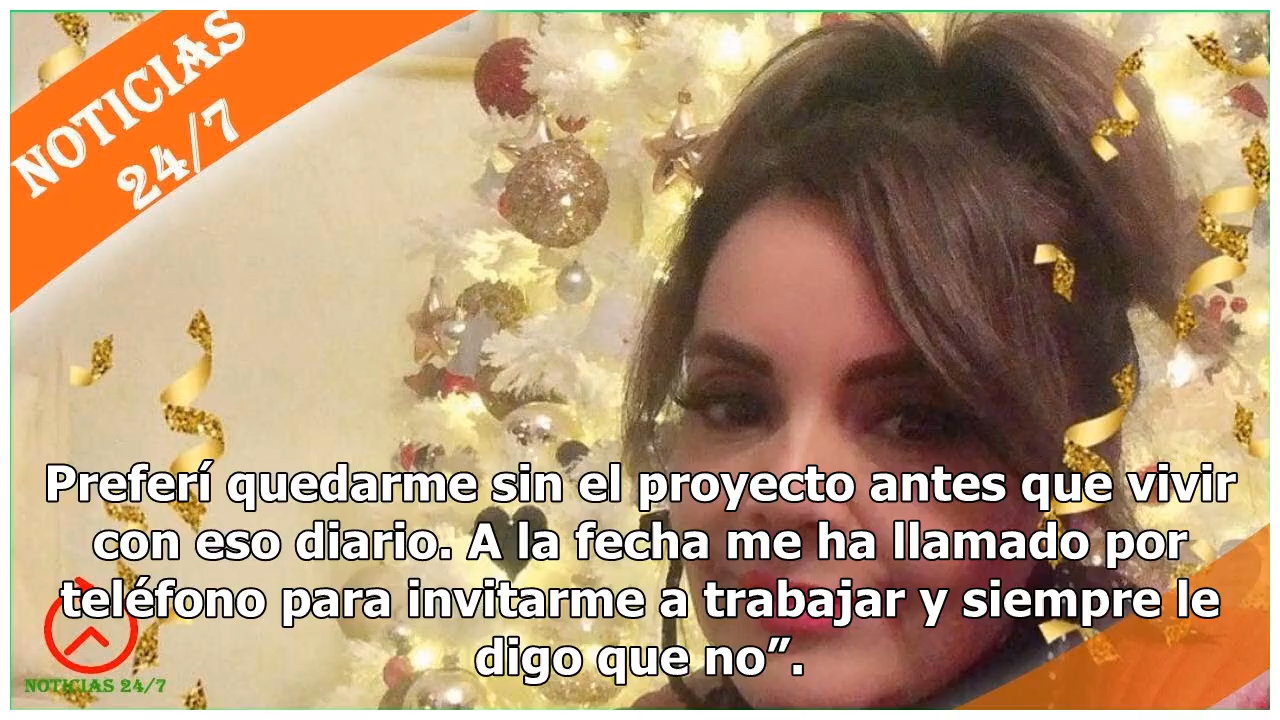 NOTICIAS
24/7
Preferí quedarme sin el proyecto antes que vivir
con eso diario. A la fecha me ha llamado por
teléfono para invitarme a trabajar y siempre le
digo que no”.
NOTICIAS 24/7